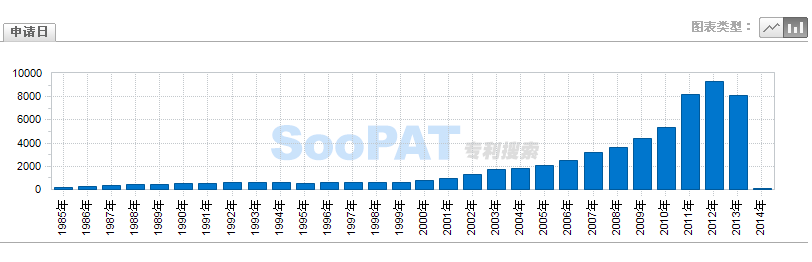 申请日
图表类型：
10000
8000
6000
4000
2000
0
SooPAT 专利搜索
1985年
1986年
1987年
1988年
1989年
1990年
1991年
1992年
1993年
1994年
1995年
1996年
1997年
1998年
1999年
2000年
2001年
2002年
2003年
2004年
2005年
2006年
2007年
2008年
2009年
2010年
2011年
2012年
2013年
2014年